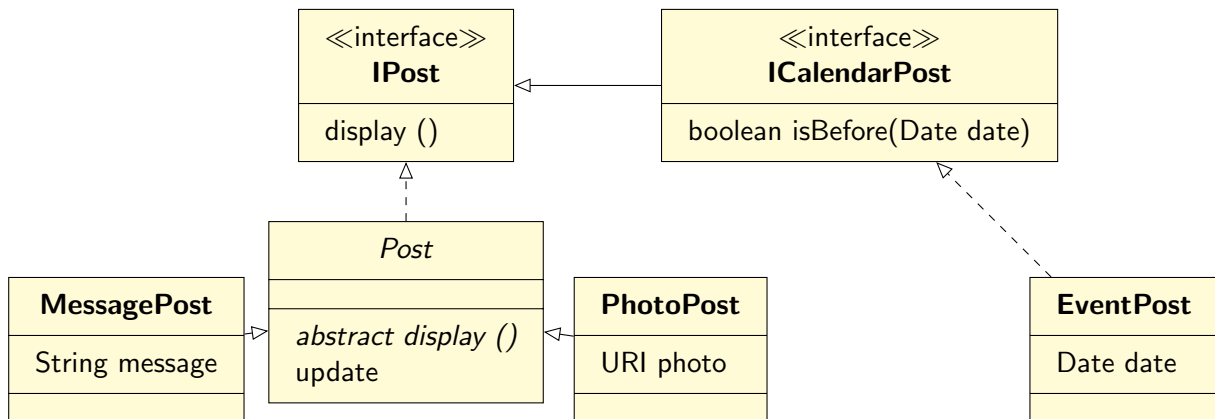 ≪interface≫
IPost
display ()
≪interface≫
ICalendarPost
boolean isBefore(Date date)
Post
abstract display ()
update
MessagePost
String message
PhotoPost
URI photo
EventPost
Date date